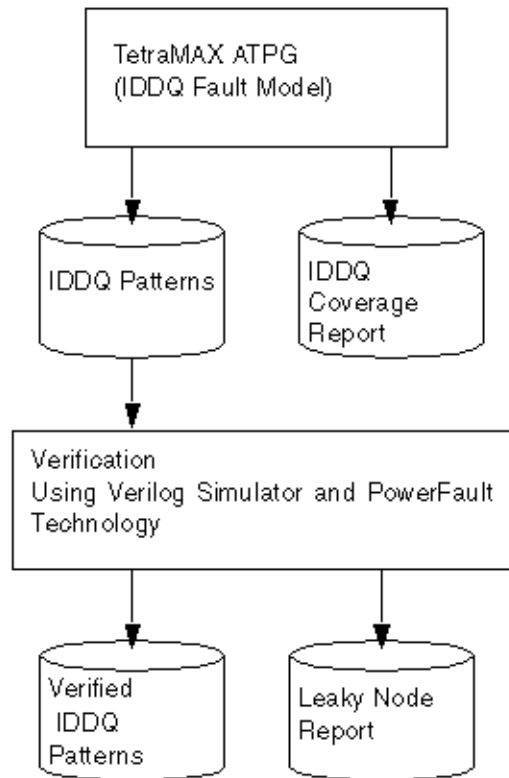 TetraMAX ATPG
(IDDQ Fault Model)
IDDQ Patterns
IDDQ
Coverage
Report
Verification
Using Verilog Simulator and PowerFault
Technology
Verified
IDDQ
Patterns
Leaky Node
Report